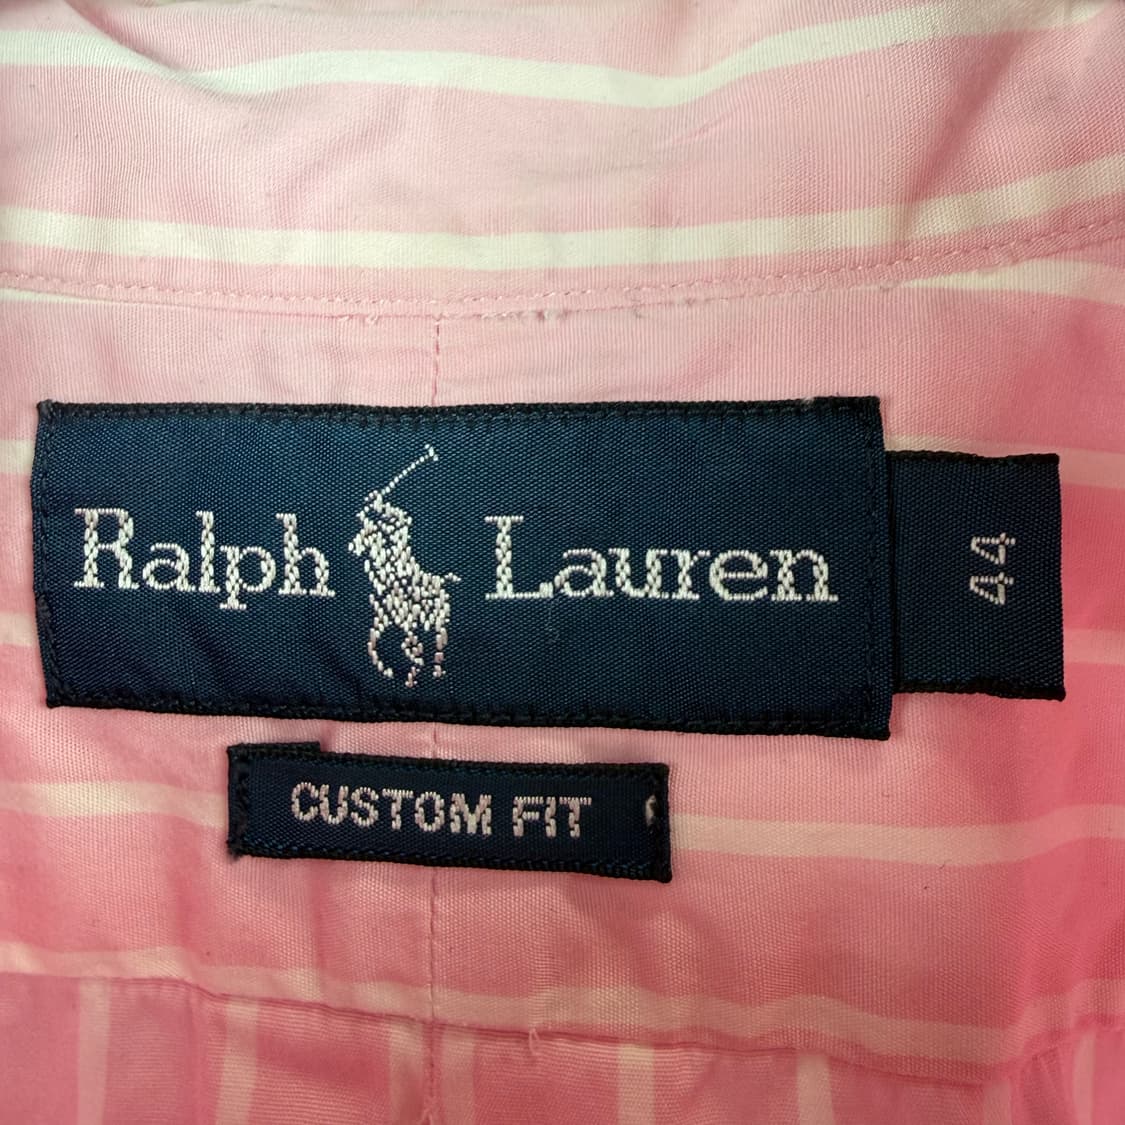 Ralph Lauren
44
CUSTOM FIT